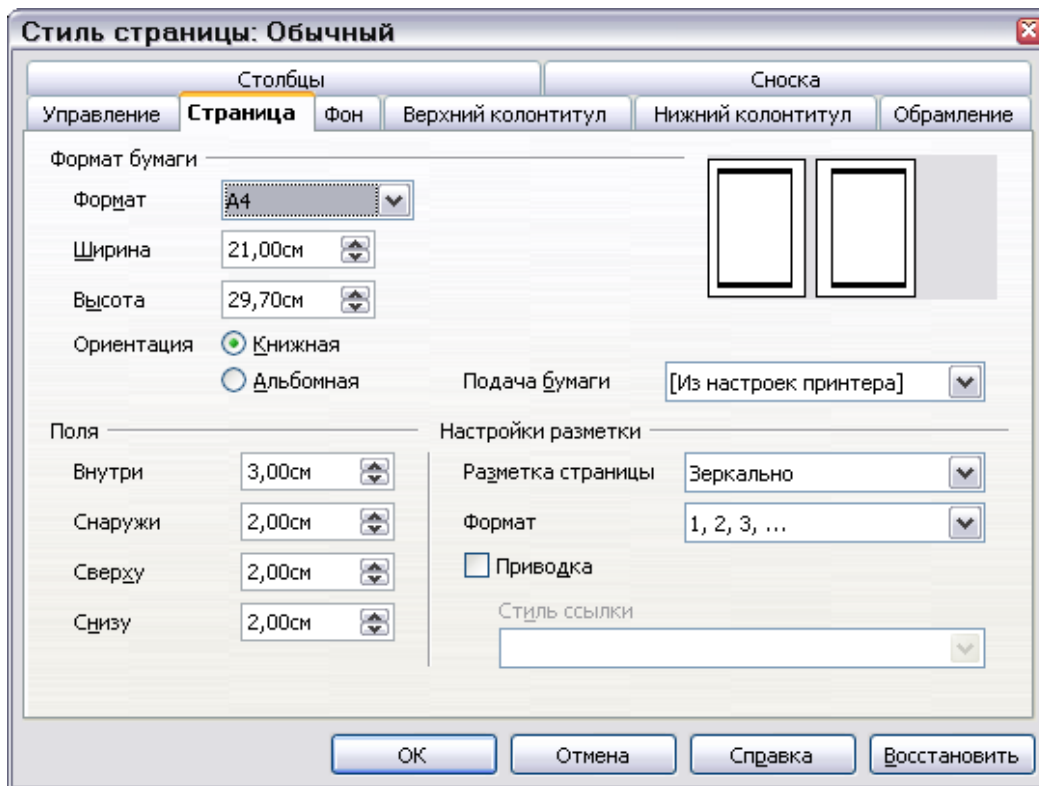 Стиль страницы: Обычный
Столбцы Сноска
Управление Страница Фон Верхний колонтитул Нижний колонтитул Обрамление
Формат бумаги
Формат A4
Ширина 21,00см
Высота 29,70см
Ориентация Книжная
Альбомная Подача бумаги [Из настроек принтера]
Поля Настройки разметки
Внутри 3,00см Разметка страницы Зеркально
Снаружи 2,00см Формат 1, 2, 3, ...
Сверху 2,00см Приводка
Снизу 2,00см Стиль ссылки
ОК Отмена Справка Восстановить